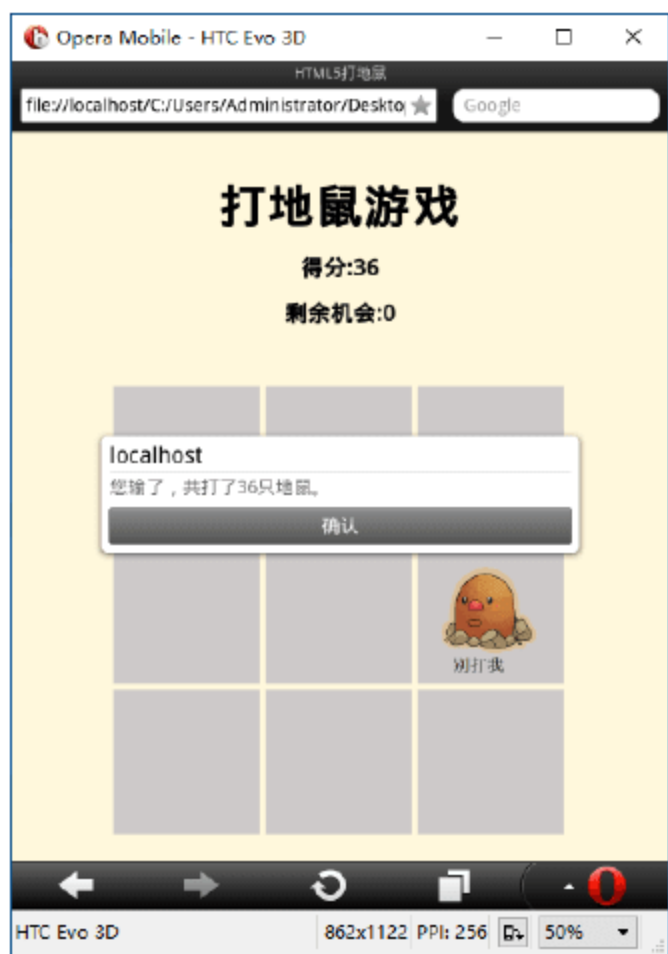 Opera Mobile - HTC Evo 3D
HTML5打地鼠
file://localhost/C:/Users/Administrator/Deskto
Google
打地鼠游戏
得分:36
剩余机会:0
localhost
您输了，共打了36只地鼠。
确认
别打我
HTC Evo 3D
862x1122
PPI: 256
50%